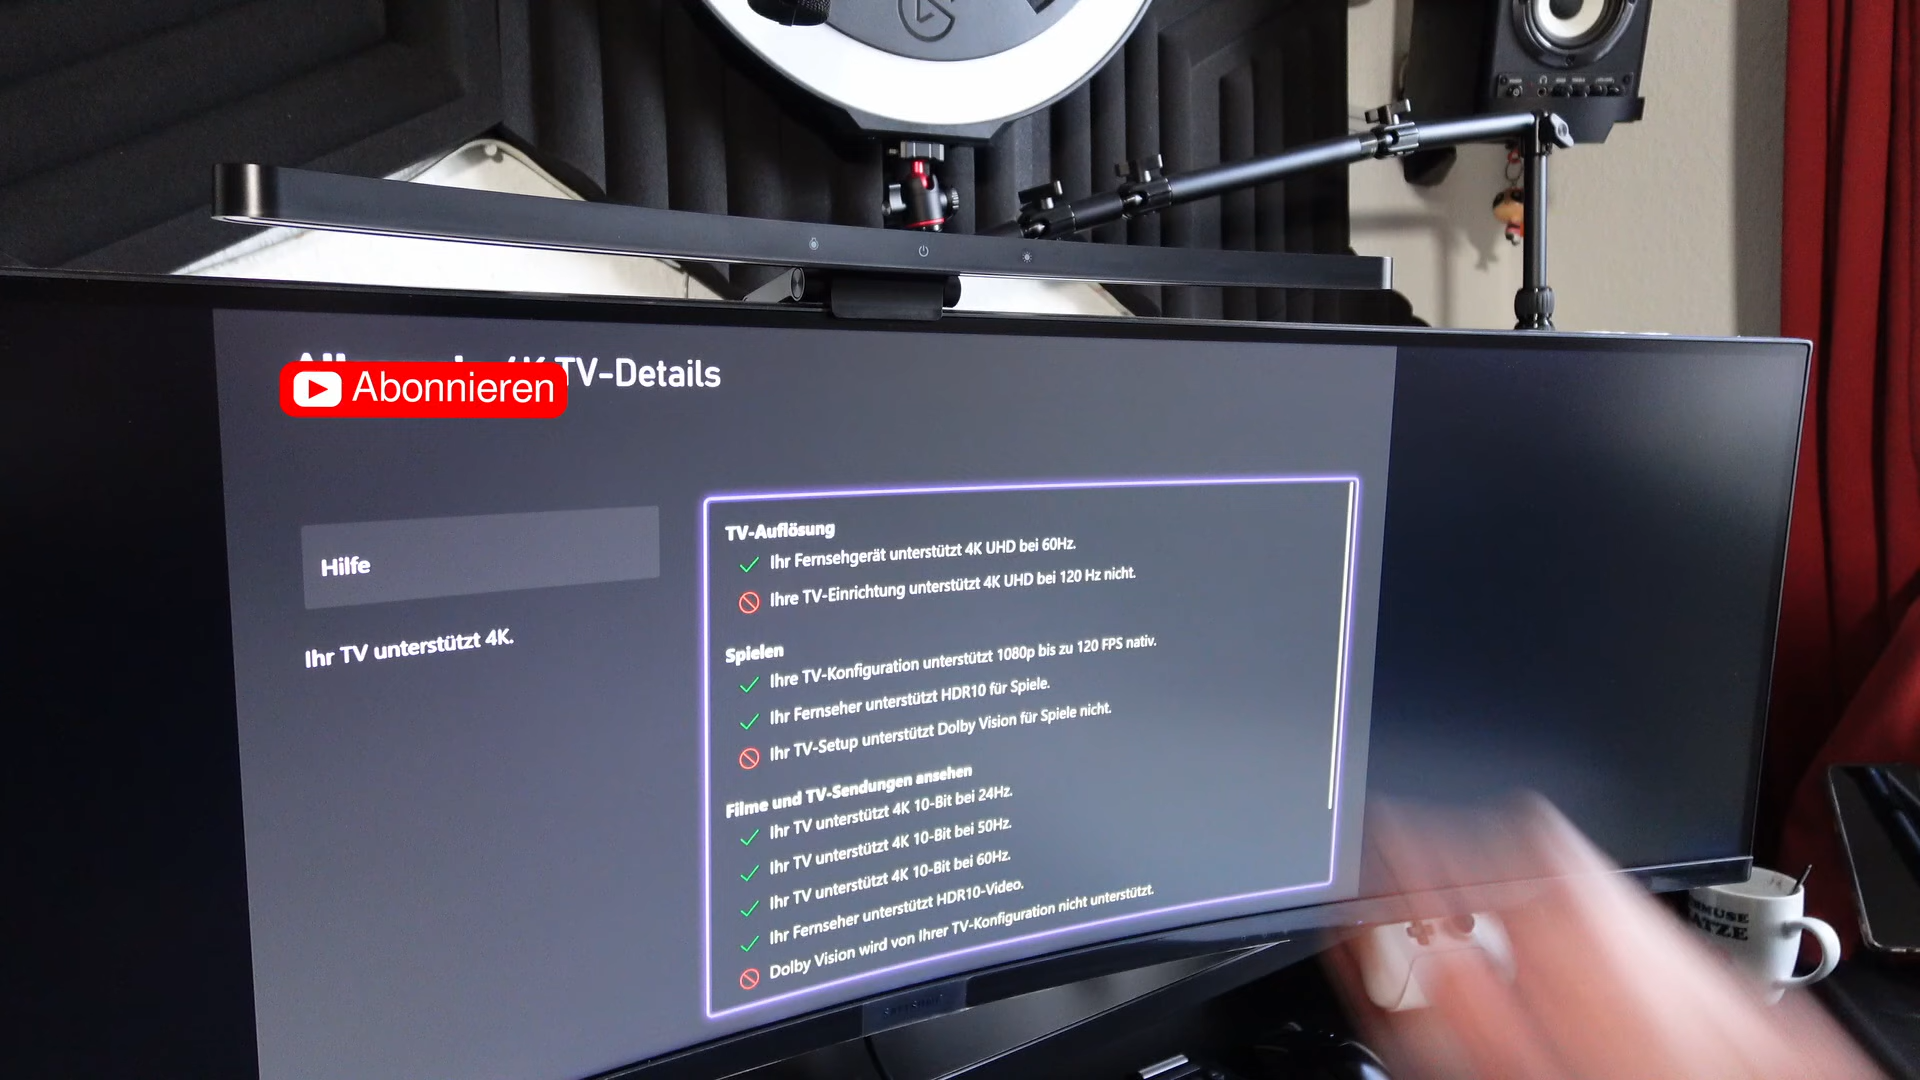 4K TV-Details
Abonnieren
Hilfe
Ihr TV unterstützt 4K.
TV-Auflösung
Ihr Fernsehgerät unterstützt 4K UHD bei 60Hz.
Ihre TV-Einrichtung unterstützt 4K UHD bei 120 Hz nicht.
Spielen
Ihre TV-Konfiguration unterstützt 1080p bis zu 120 FPS nativ.
Ihr Fernseher unterstützt HDR10 für Spiele.
Ihr TV-Setup unterstützt Dolby Vision für Spiele nicht.
Filme und TV-Sendungen ansehen
Ihr TV unterstützt 4K 10-Bit bei 24Hz.
Ihr TV unterstützt 4K 10-Bit bei 50Hz.
Ihr TV unterstützt 4K 10-Bit bei 60Hz.
Ihr Fernseher unterstützt HDR10-Video.
Dolby Vision wird von Ihrer TV-Konfiguration nicht unterstützt.